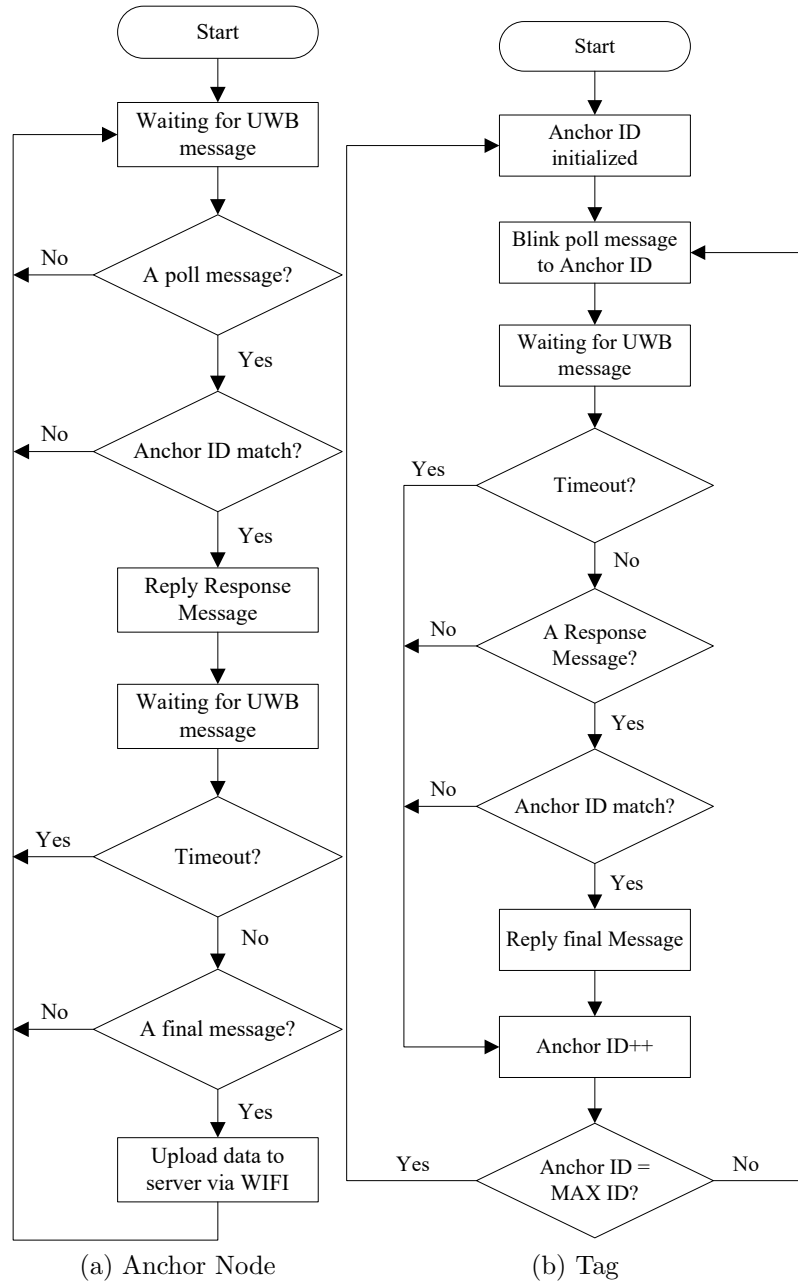 Start
Waiting for UWB
message
No
A poll message?
Yes
No
Anchor ID match?
Yes
Reply Response
Message
Waiting for UWB
message
Yes
Timeout?
No
No
A final message?
Yes
Upload data to
server via WIFI
(a) Anchor Node
Start
Anchor ID
initialized
Blink poll message
to Anchor ID
Waiting for UWB
message
Yes
Timeout?
No
No
A Response
Message?
Yes
No
Anchor ID match?
Yes
Reply final Message
Anchor ID++
Yes
Anchor ID =
MAX ID?
No
(b) Tag